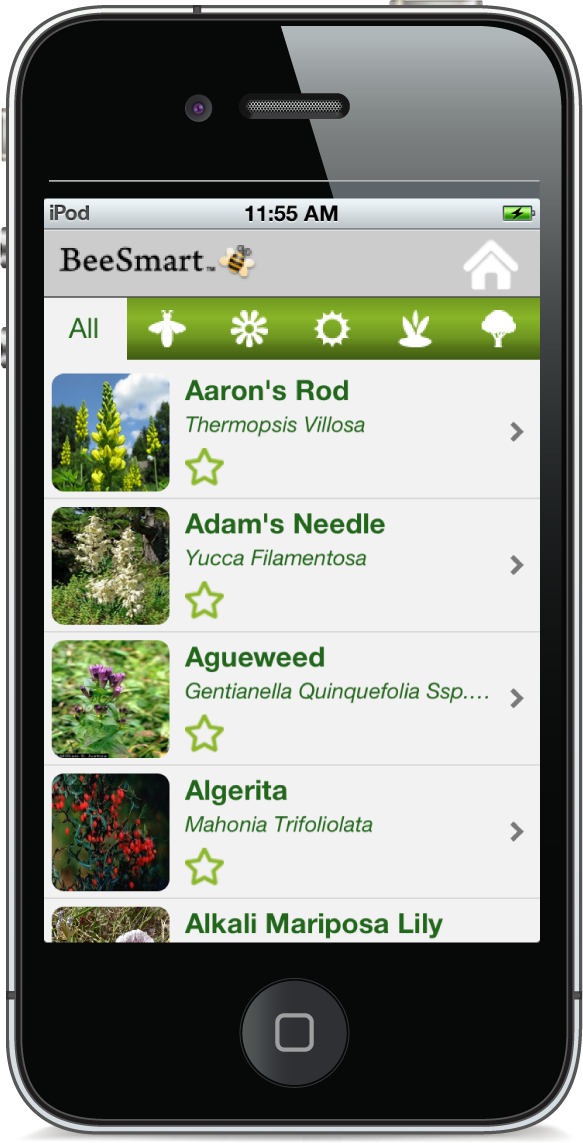 iPod 11:55 AM
BeeSmart™
All
Aaron's Rod
Thermopsis Villosa
Adam's Needle
Yucca Filamentosa
Agueweed
Gentianella Quinquefolia Ssp....
Algerita
Mahonia Trifoliolata
Alkali Mariposa Lily